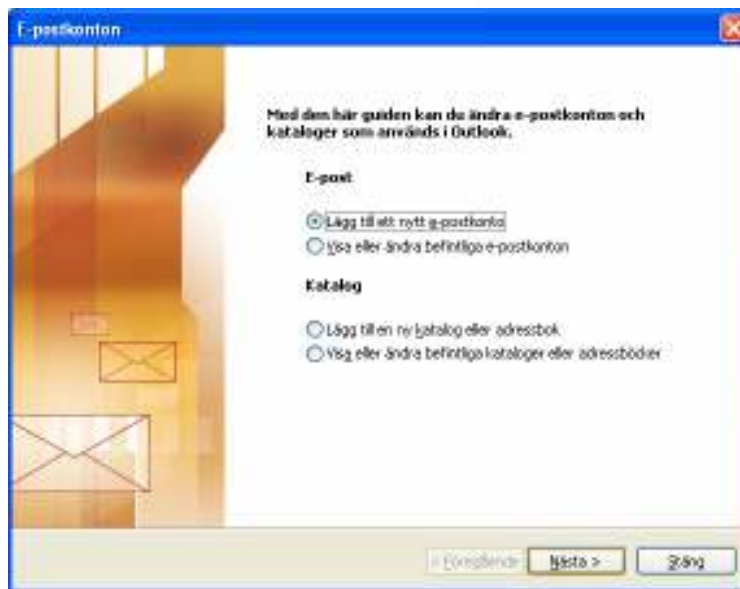 E-postkonton
Med den här guiden kan du ändra e-postkonton och
kataloger som används i Outlook.
E-post
Lägg till ett nytt e-postkonto
Visa eller ändra befintliga e-postkonton
Katalog
Lägg till en ny katalog eller adressbok
Visa eller ändra befintliga kataloger eller adressböcker
< Föregående Nästa > Stäng